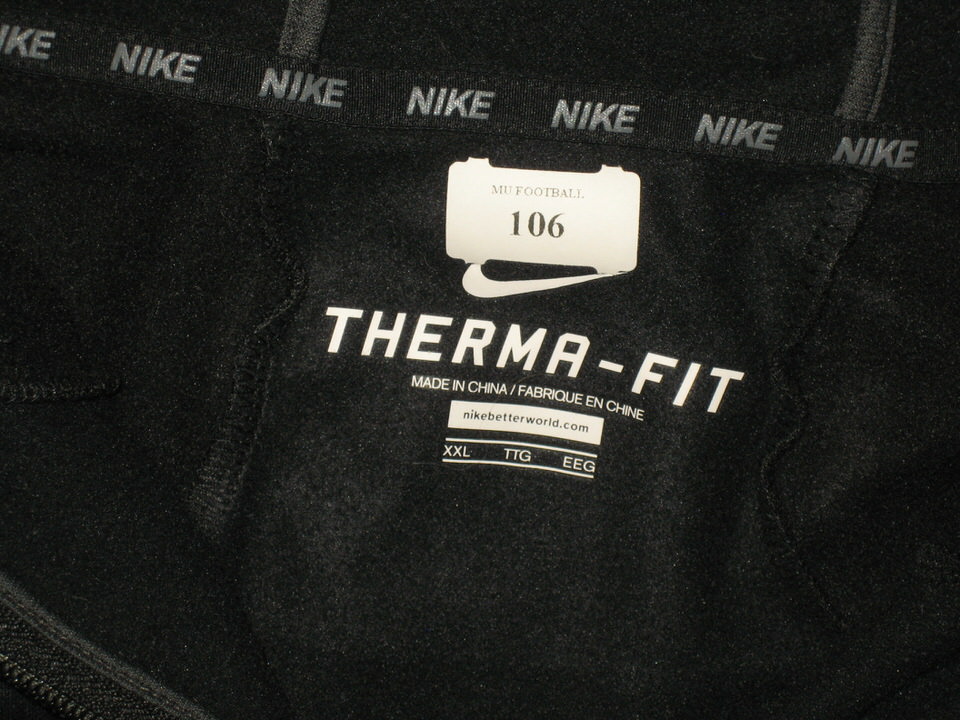 NIKE NIKE NIKE NIKE NIKE NIKE NIKE
MU FOOTBALL
106
THERMA-FIT
MADE IN CHINA / FABRIQUE EN CHINE
nikebetterworld.com
XXL TTG EEG